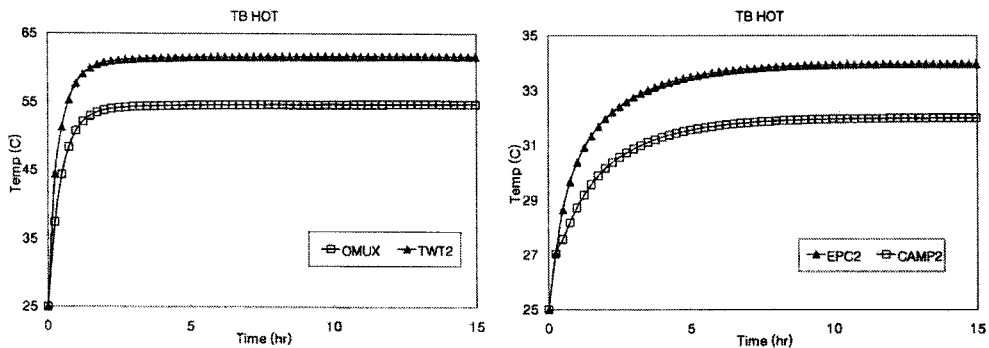 TB HOT
65
55
45
35
25
Temp (C)
OMUX TWT2
0 5 10 15
Time (hr)
TB HOT
35
33
31
29
27
25
Temp (C)
EPC2 CAMP2
0 5 10 15
Time (hr)